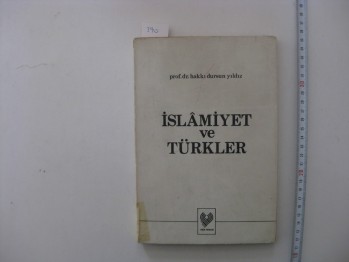 prof. dr. hakkı dursun yıldız
İSLÂMİYET
ve
TÜRKLER